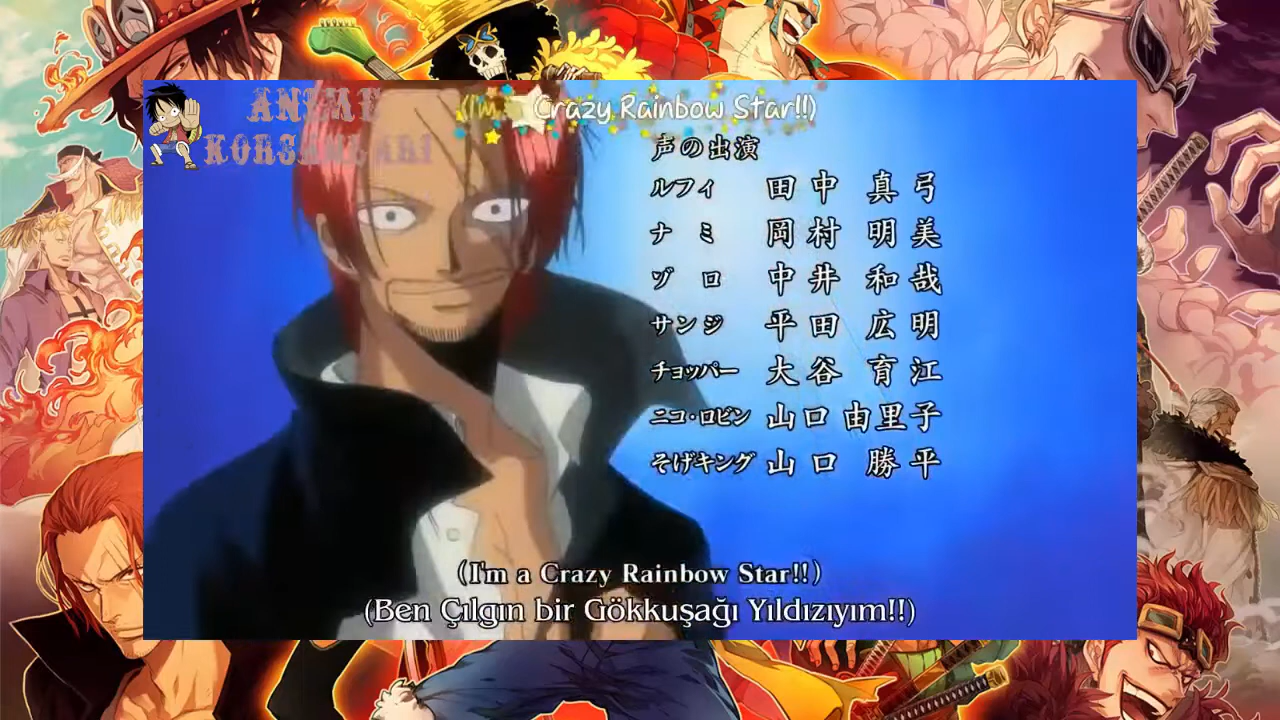 ANIME
KORSANLARI
(I'm a Crazy Rainbow Star!!)
声の出演
ルフィ 田中 真弓
ナミ 岡村 明美
ゾロ 中井 和哉
サンジ 平田 広明
チョッパー 大谷 育江
ニコ・ロビン 山口 由里子
そげキング 山口 勝平
(I'm a Crazy Rainbow Star!!)
(Ben Çılgın bir Gökkuşağı Yıldızıyım!!)